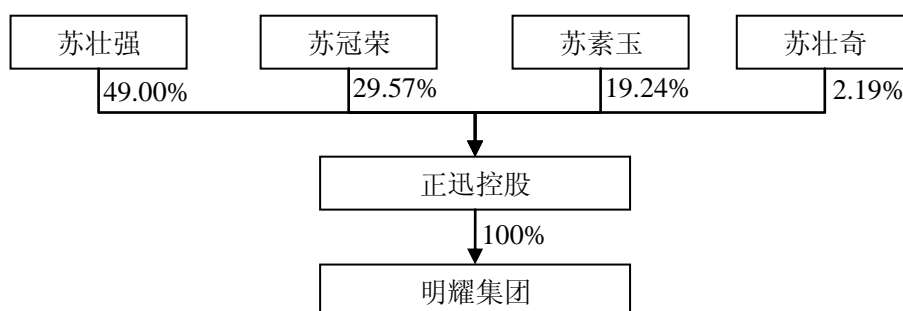 苏壮强 苏冠荣 苏素玉 苏壮奇
49.00% 29.57% 19.24% 2.19%
正迅控股
100%
明耀集团